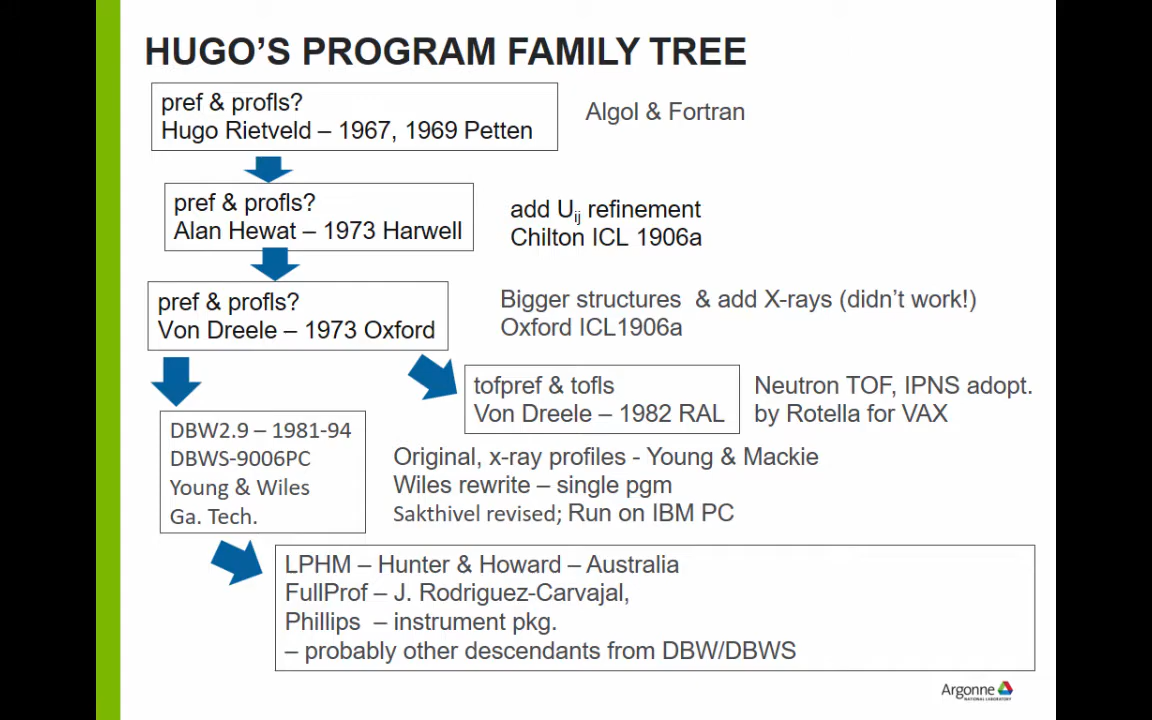 HUGO'S PROGRAM FAMILY TREE
pref & profls?
Hugo Rietveld – 1967, 1969 Petten
Algol & Fortran
pref & profls?
Alan Hewat – 1973 Harwell
add Uij refinement
Chilton ICL 1906a
pref & profls?
Von Dreele – 1973 Oxford
Bigger structures & add X-rays (didn't work!)
Oxford ICL1906a
tofpref & tofls
Von Dreele – 1982 RAL
Neutron TOF, IPNS adopt.
by Rotella for VAX
DBW2.9 – 1981-94
DBWS-9006PC
Young & Wiles
Ga. Tech.
Original, x-ray profiles - Young & Mackie
Wiles rewrite – single pgm
Sakthivel revised; Run on IBM PC
LPHM – Hunter & Howard – Australia
FullProf – J. Rodriguez-Carvajal,
Phillips – instrument pkg.
– probably other descendants from DBW/DBWS
Argonne
NATIONAL LABORATORY